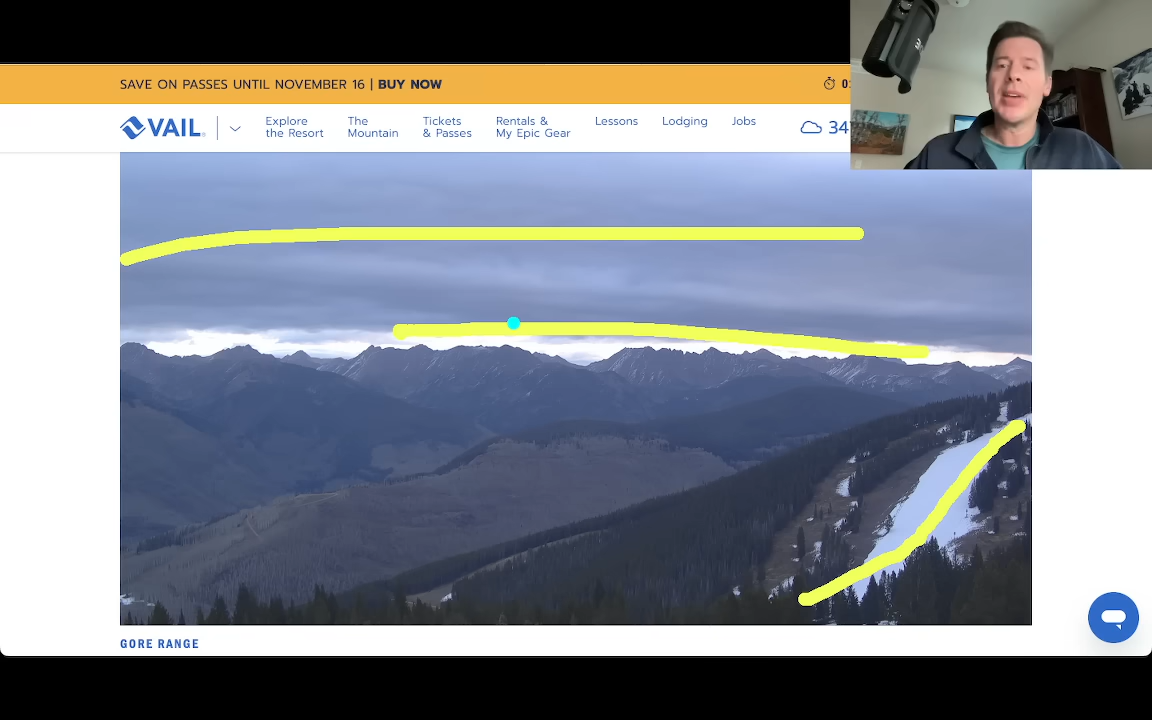 SAVE ON PASSES UNTIL NOVEMBER 16 | BUY NOW
VAIL
Explore the Resort
The Mountain
Tickets & Passes
Rentals & My Epic Gear
Lessons
Lodging
Jobs
34
GORE RANGE